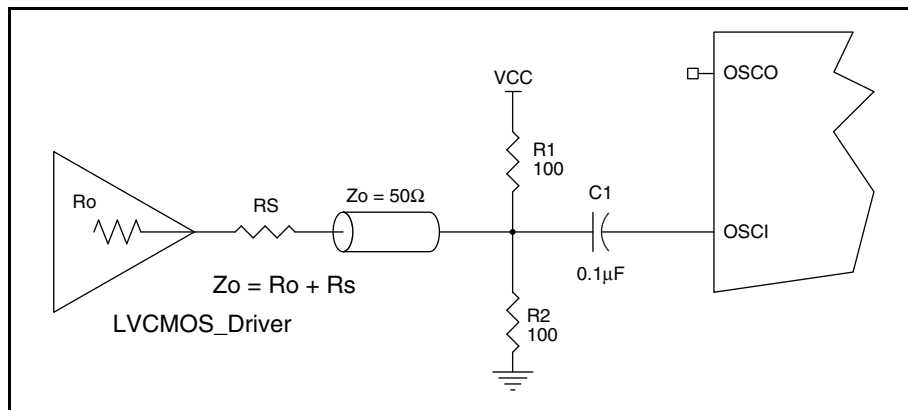 VCC
OSCO
R1
100
C1
Ro
RS
Zo = 50Ω
OSCI
0.1μF
Zo = Ro + Rs
LVCMOS_Driver
R2
100